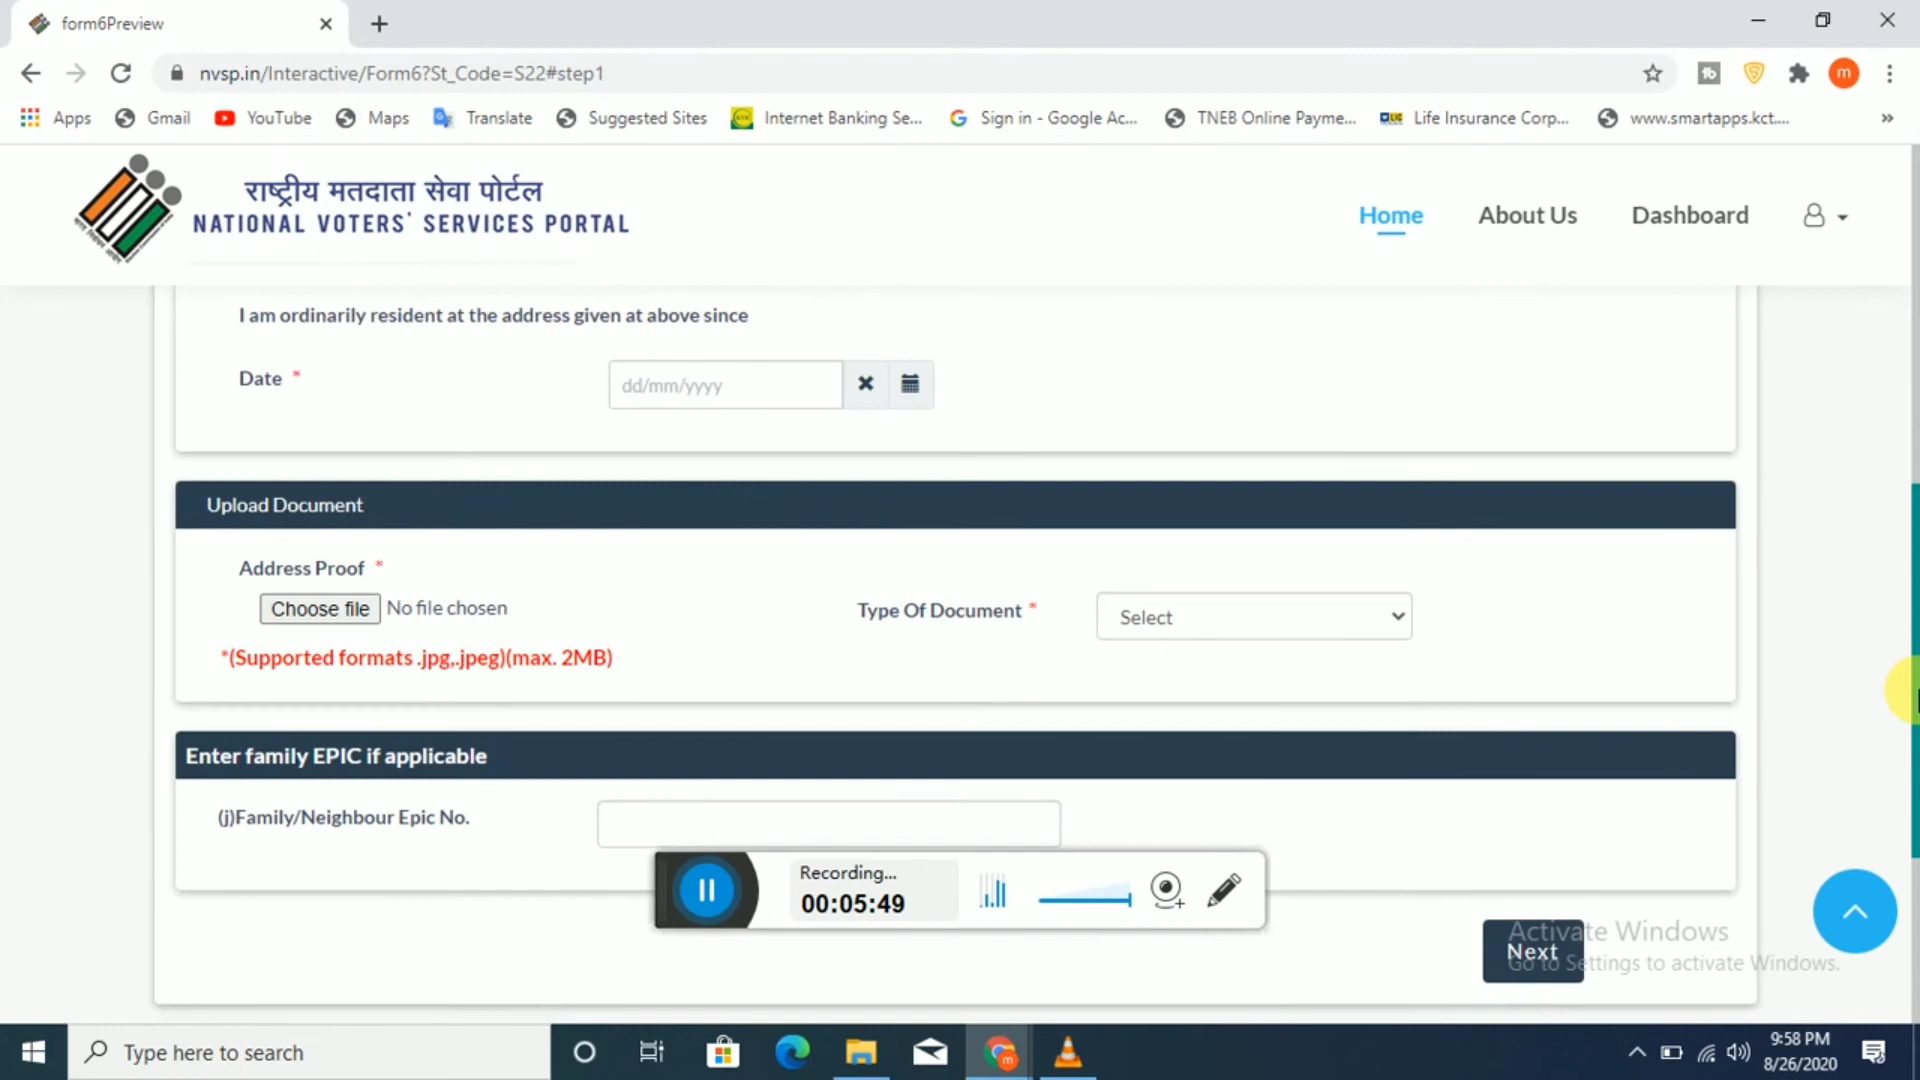 form6Preview
nvsp.in/Interactive/Form6?St_Code=S22#step1
m
Apps Gmail YouTube Maps Translate Suggested Sites Internet Banking Se... Sign in - Google Ac... TNEB Online Payme... Life Insurance Corp... www.smartapps.kct.... »
राष्ट्रीय मतदाता सेवा पोर्टल
NATIONAL VOTERS' SERVICES PORTAL
Home About Us Dashboard
I am ordinarily resident at the address given at above since
Date * dd/mm/yyyy
Upload Document
Address Proof *
Choose file No file chosen
Type Of Document * Select
*(Supported formats .jpg,.jpeg)(max. 2MB)
Enter family EPIC if applicable
(j)Family/Neighbour Epic No.
Recording...
00:05:49
Activate Windows
Next
Go to Settings to activate Windows.
Type here to search
9:58 PM
8/26/2020